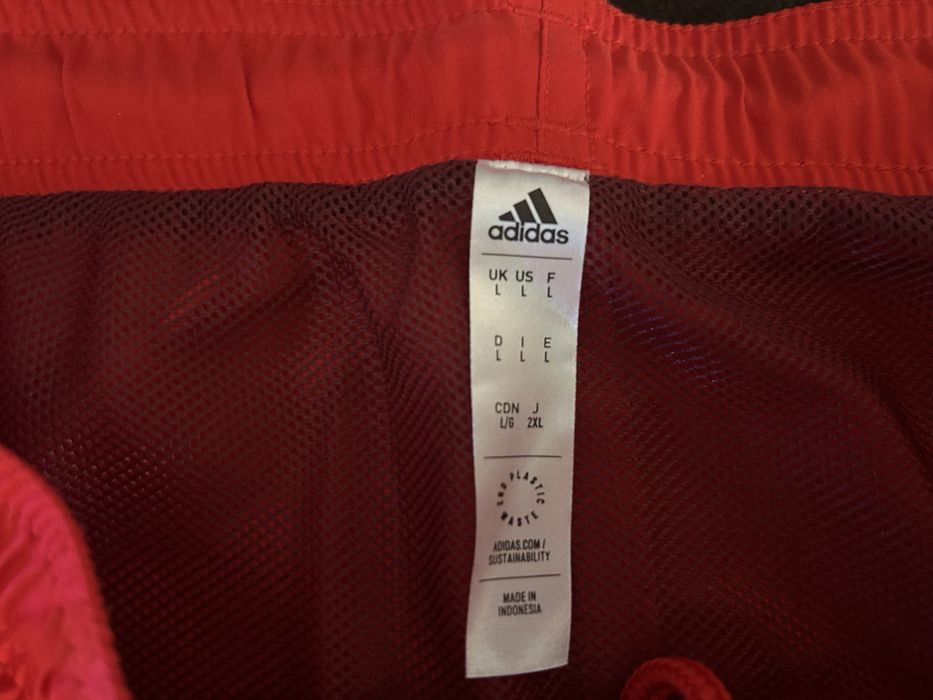 adidas
UK US F
L L L
D I E
L L L
CDN J
L/G 2XL
END PLASTIC WASTE
ADIDAS.COM/
SUSTAINABILITY
MADE IN
INDONESIA